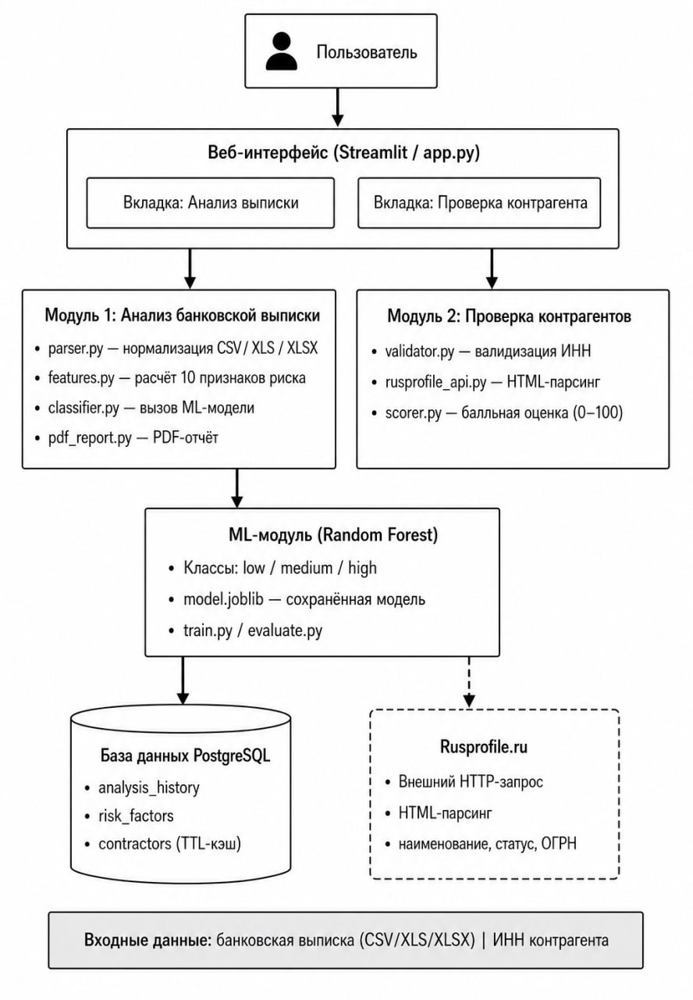 Пользователь
Веб-интерфейс (Streamlit / app.py)
Вкладка: Анализ выписки
Вкладка: Проверка контрагента
Модуль 1: Анализ банковской выписки
• parser.py — нормализация CSV / XLS / XLSX
• features.py — расчёт 10 признаков риска
• classifier.py — вызов ML-модели
• pdf_report.py — PDF-отчёт
Модуль 2: Проверка контрагентов
• validator.py — валидизация ИНН
• rusprofile_api.py — HTML-парсинг
• scorer.py — балльная оценка (0–100)
ML-модуль (Random Forest)
• Классы: low / medium / high
• model.joblib — сохранённая модель
• train.py / evaluate.py
База данных PostgreSQL
• analysis_history
• risk_factors
• contractors (TTL-кэш)
Rusprofile.ru
• Внешний HTTP-запрос
• HTML-парсинг
• наименование, статус, ОГРН
Входные данные: банковская выписка (CSV/XLS/XLSX) | ИНН контрагента